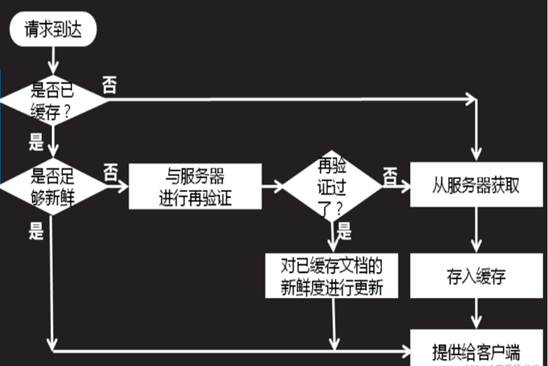 请求到达
是否已
缓存？
否
是
是否足
够新鲜
否
与服务器
进行再验证
再验
证过
了？
否
从服务器获取
是
是
对已缓存文档的
新鲜度进行更新
存入缓存
提供给客户端